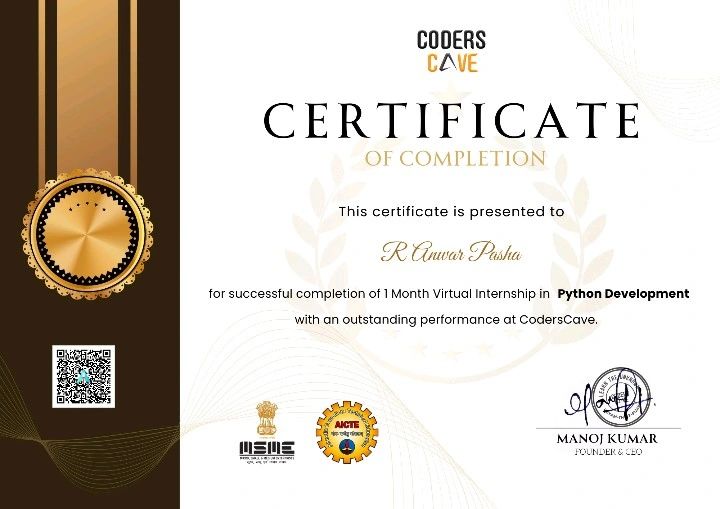 CODERS
CAVE
CERTIFICATE
OF COMPLETION
This certificate is presented to
R Anwar Pasha
for successful completion of 1 Month Virtual Internship in Python Development
with an outstanding performance at CodersCave.
MSME
AICTE
MANOJ KUMAR
FOUNDER & CEO